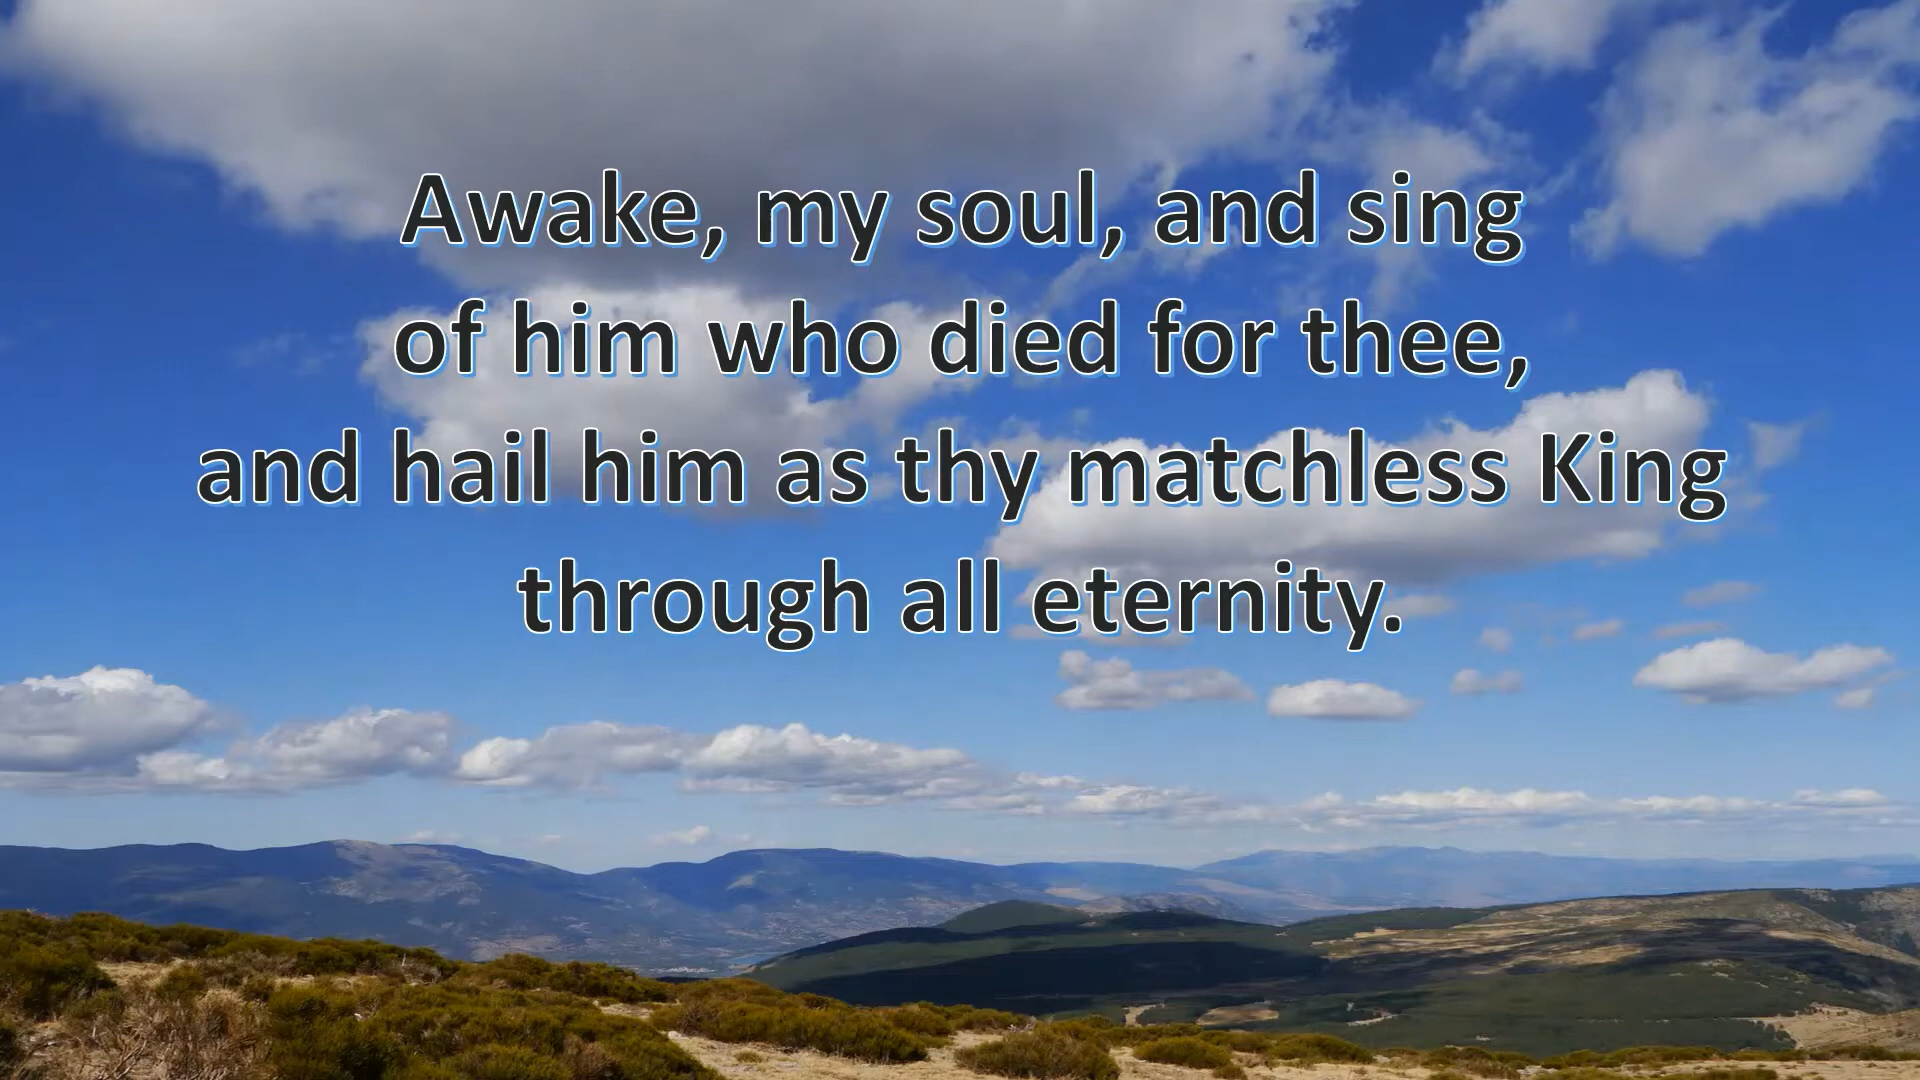 Awake, my soul, and sing
of him who died for thee,
and hail him as thy matchless King
through all eternity.